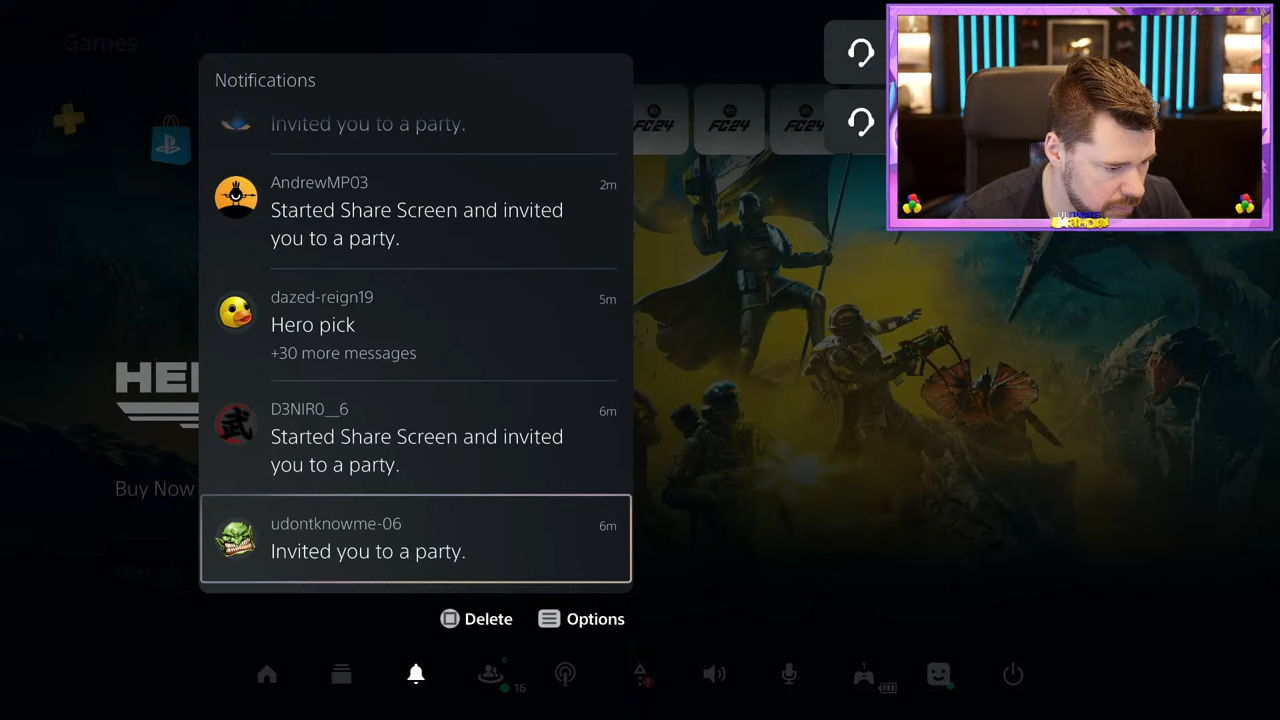 Games
Notifications
Invited you to a party.
AndrewMP03
2m
Started Share Screen and invited
you to a party.
dazed-reign19
5m
Hero pick
+30 more messages
D3NIR0__6
6m
Started Share Screen and invited
you to a party.
udontknowme-06
6m
Invited you to a party.
Delete
Options
FC24
FC24
FC24
HEL
Buy Now
16